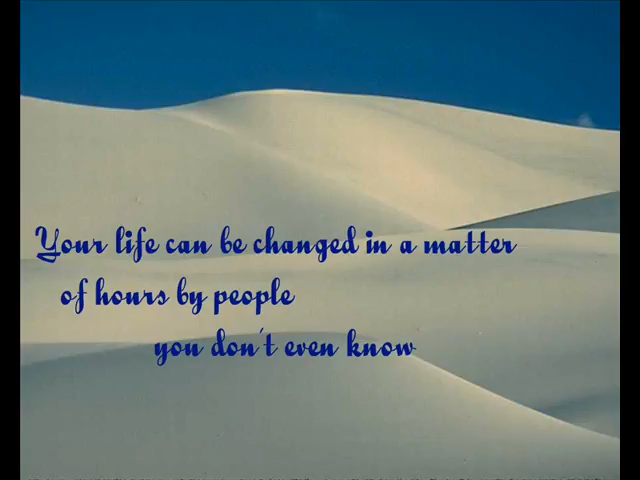 Your life can be changed in a matter
of hours by people
you don't even know